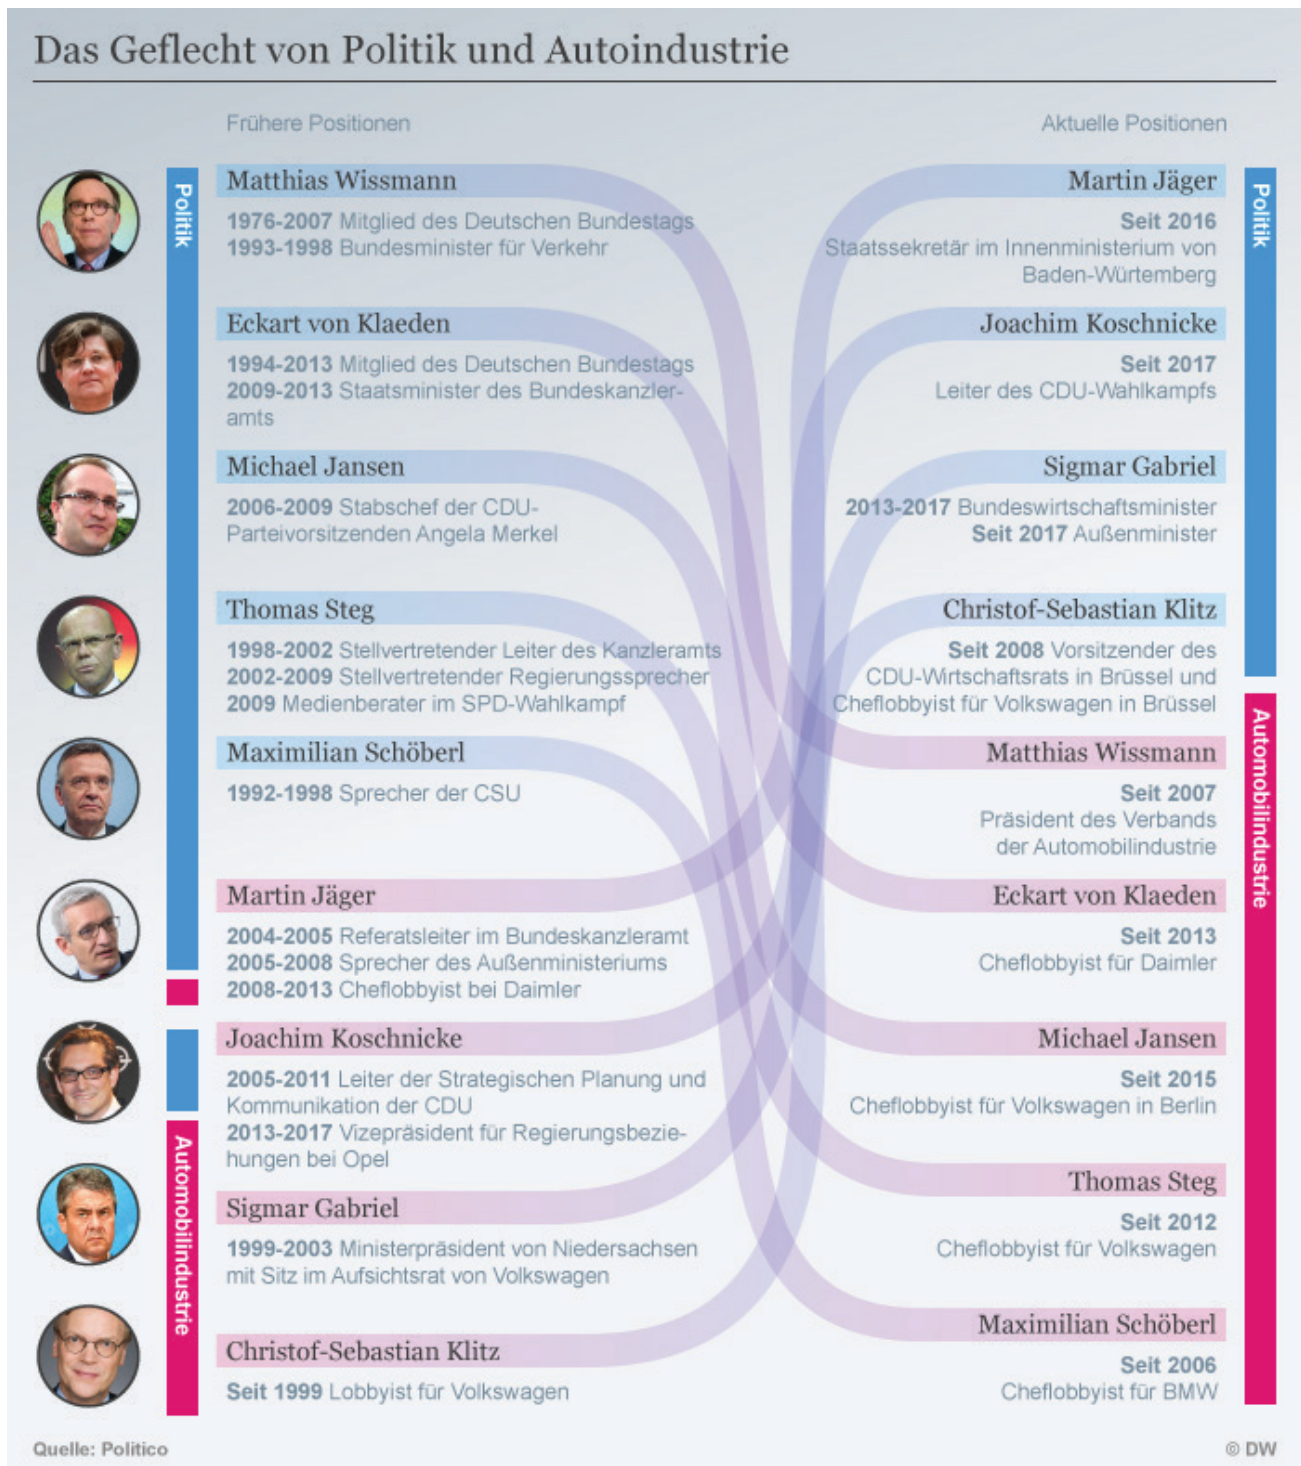 Das Geflecht von Politik und Autoindustrie
Frühere Positionen
Aktuelle Positionen
Politik
Matthias Wissmann
1976-2007 Mitglied des Deutschen Bundestags
1993-1998 Bundesminister für Verkehr
Eckart von Klaeden
1994-2013 Mitglied des Deutschen Bundestags
2009-2013 Staatsminister des Bundeskanzler-
amts
Michael Jansen
2006-2009 Stabschef der CDU-
Parteivorsitzenden Angela Merkel
Thomas Steg
1998-2002 Stellvertretender Leiter des Kanzleramts
2002-2009 Stellvertretender Regierungssprecher
2009 Medienberater im SPD-Wahlkampf
Maximilian Schöberl
1992-1998 Sprecher der CSU
Martin Jäger
2004-2005 Referatsleiter im Bundeskanzleramt
2005-2008 Sprecher des Außenministeriums
2008-2013 Cheflobbyist bei Daimler
Joachim Koschnicke
2005-2011 Leiter der Strategischen Planung und
Kommunikation der CDU
2013-2017 Vizepräsident für Regierungsbezie-
hungen bei Opel
Automobilindustrie
Sigmar Gabriel
1999-2003 Ministerpräsident von Niedersachsen
mit Sitz im Aufsichtsrat von Volkswagen
Christof-Sebastian Klitz
Seit 1999 Lobbyist für Volkswagen
Politik
Martin Jäger
Seit 2016
Staatssekretär im Innenministerium von
Baden-Würtemberg
Joachim Koschnicke
Seit 2017
Leiter des CDU-Wahlkampfs
Sigmar Gabriel
2013-2017 Bundeswirtschaftsminister
Seit 2017 Außenminister
Christof-Sebastian Klitz
Seit 2008 Vorsitzender des
CDU-Wirtschaftsrats in Brüssel und
Cheflobbyist für Volkswagen in Brüssel
Automobilindustrie
Matthias Wissmann
Seit 2007
Präsident des Verbands
der Automobilindustrie
Eckart von Klaeden
Seit 2013
Cheflobbyist für Daimler
Michael Jansen
Seit 2015
Cheflobbyist für Volkswagen in Berlin
Thomas Steg
Seit 2012
Cheflobbyist für Volkswagen
Maximilian Schöberl
Seit 2006
Cheflobbyist für BMW
Quelle: Politico
© DW